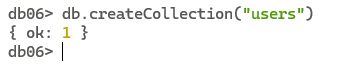 db06> db.createCollection("users")
{ ok: 1 }
db06>